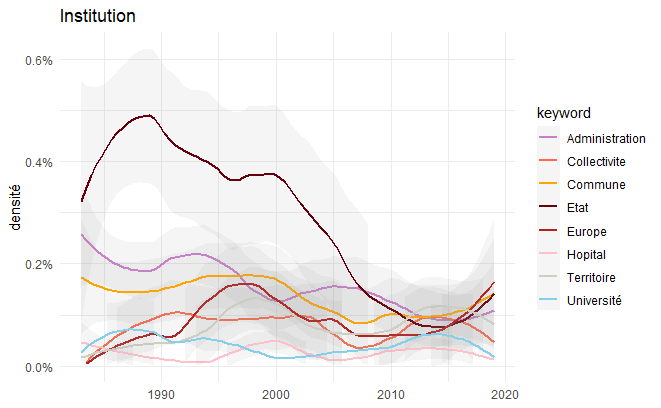 Institution
0.6%
0.4%
0.2%
0.0%
densité
1990
2000
2010
2020
keyword
Administration
Collectivite
Commune
Etat
Europe
Hopital
Territoire
Université